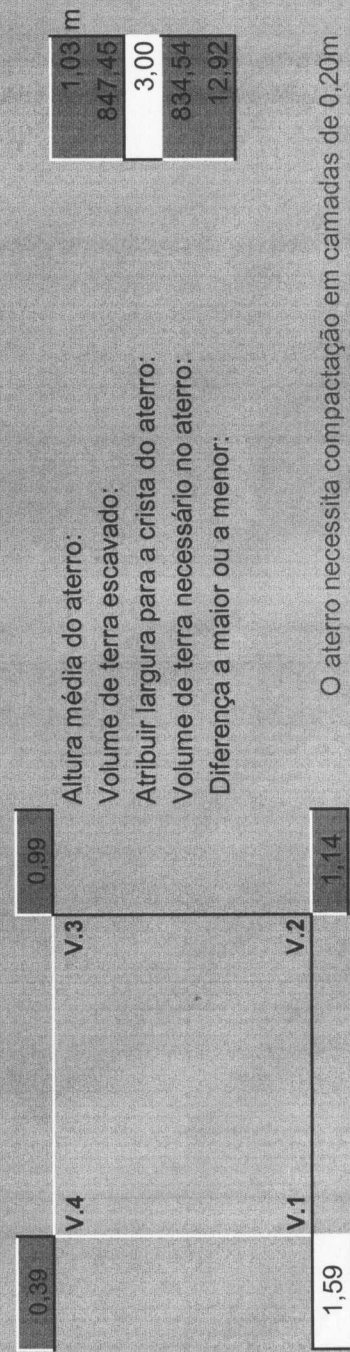 0,39
0,99
V.4
V.3
V.1
V.2
1,59
1,14
Altura média do aterro: 1,03 m
Volume de terra escavado: 847,45
Atribuir largura para a crista do aterro: 3,00
Volume de terra necessário no aterro: 834,54
Diferença a maior ou a menor: 12,92
O aterro necessita compactação em camadas de 0,20m